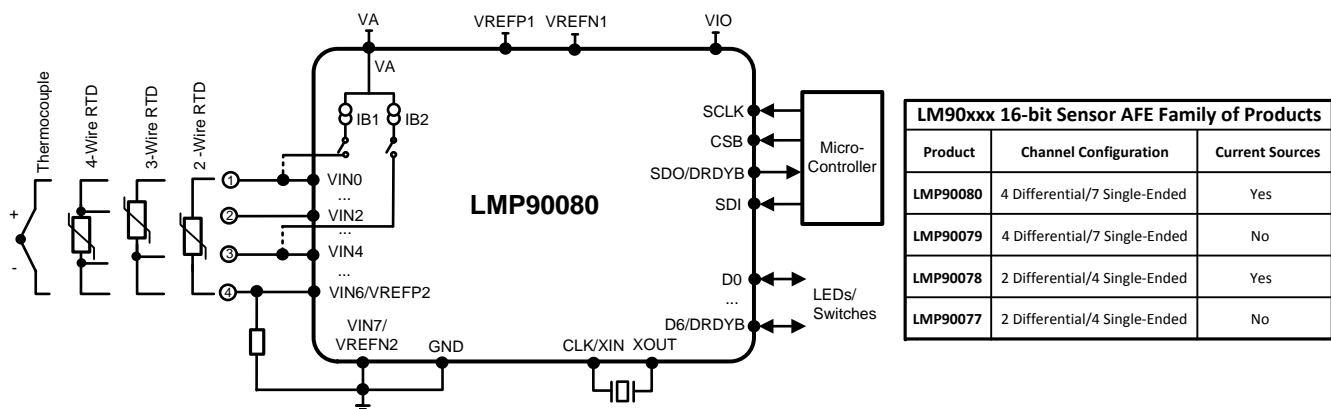 VA
VREFP1 VREFN1
VIO
VA
IB1
IB2
Thermocouple
4-Wire RTD
3-Wire RTD
2 -Wire RTD
+
-
1
2
3
4
VIN0
...
VIN2
...
VIN4
...
VIN6/VREFP2
VIN7/
VREFN2
GND
CLK/XIN XOUT
LMP90080
SCLK
CSB
SDO/DRDYB
SDI
Micro-
Controller
D0
...
D6/DRDYB
LEDs/
Switches
LM90xxx 16-bit Sensor AFE Family of Products
Product Channel Configuration Current Sources
LMP90080 4 Differential/7 Single-Ended Yes
LMP90079 4 Differential/7 Single-Ended No
LMP90078 2 Differential/4 Single-Ended Yes
LMP90077 2 Differential/4 Single-Ended No